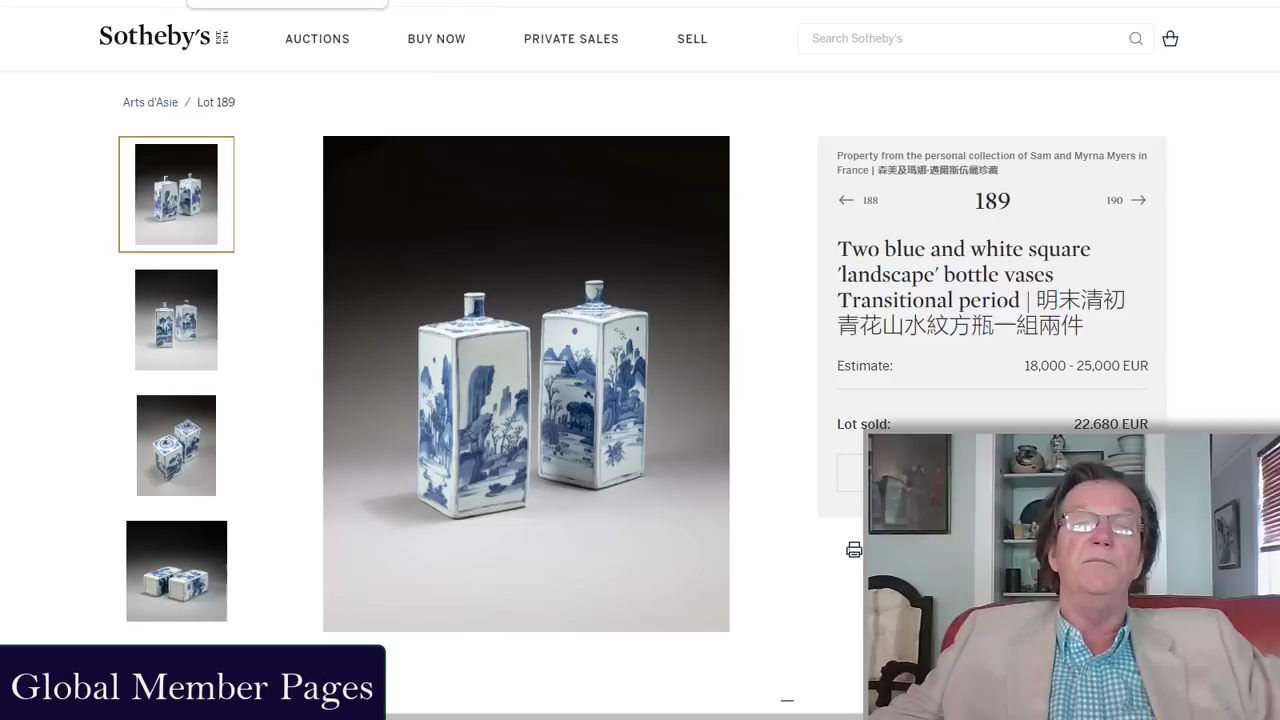 Sotheby's EST. 1744
AUCTIONS
BUY NOW
PRIVATE SALES
SELL
Search Sotheby's
Arts d'Asie / Lot 189
Property from the personal collection of Sam and Myrna Myers in
France | 森美及瑪娜·邁爾斯伉儷珍藏
← 188
189
190 →
Two blue and white square
'landscape' bottle vases
Transitional period | 明末清初
青花山水紋方瓶一組兩件
Estimate:
18,000 - 25,000 EUR
Lot sold:
22,680 EUR
Global Member Pages